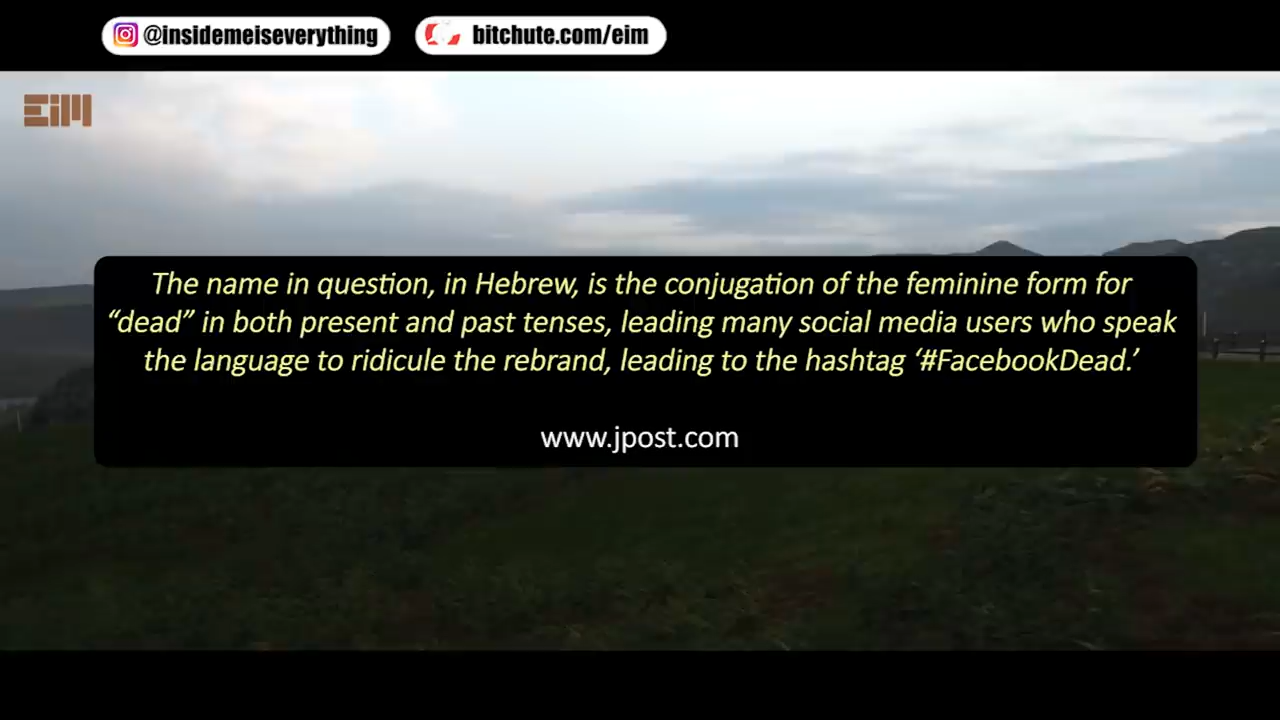 @insidemeiseverything bitchute.com/eim
EiM
The name in question, in Hebrew, is the conjugation of the feminine form for
“dead” in both present and past tenses, leading many social media users who speak
the language to ridicule the rebrand, leading to the hashtag ‘#FacebookDead.’
www.jpost.com